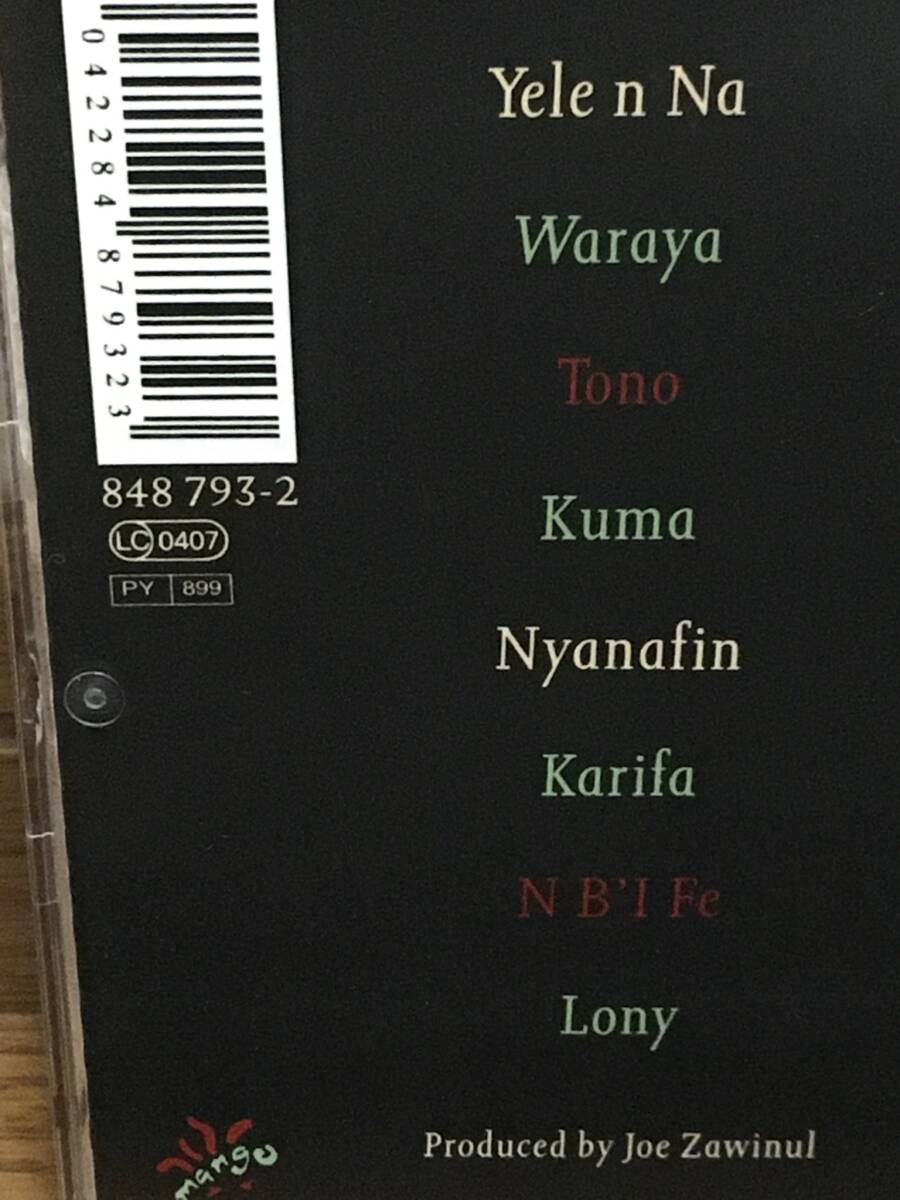 0 42284 87932 3
848 793-2
LC 0407
PY 899
Yele n Na
Waraya
Tono
Kuma
Nyanafin
Karifa
N B'I Fe
Lony
Produced by Joe Zawinul
mango